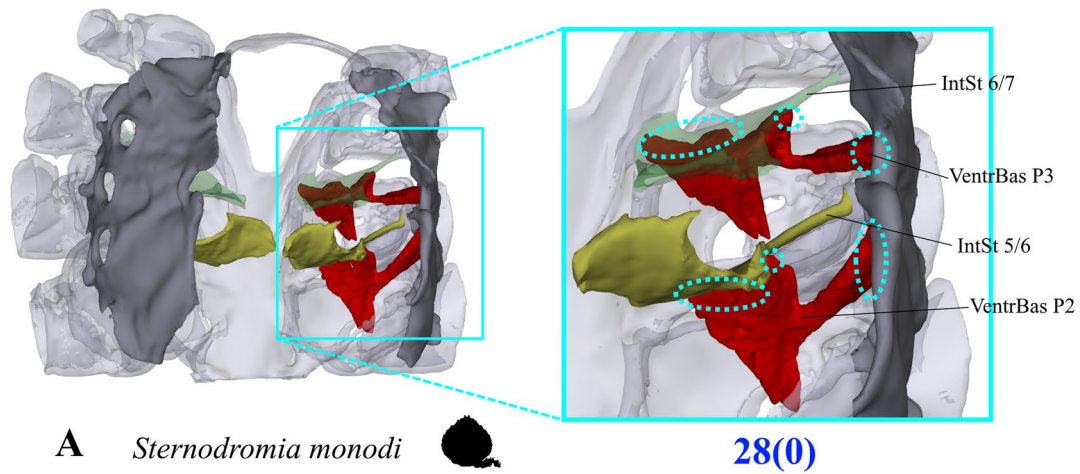 IntSt 6/7
VentrBas P3
IntSt 5/6
VentrBas P2
A Sternodromia monodi
28(0)